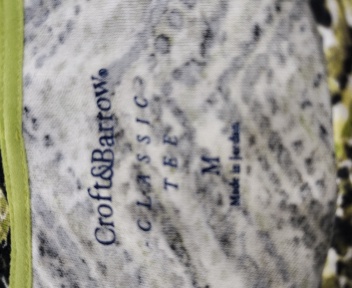 Croft&Barrow®
CLASSIC
TEE
M
Made in Jordan